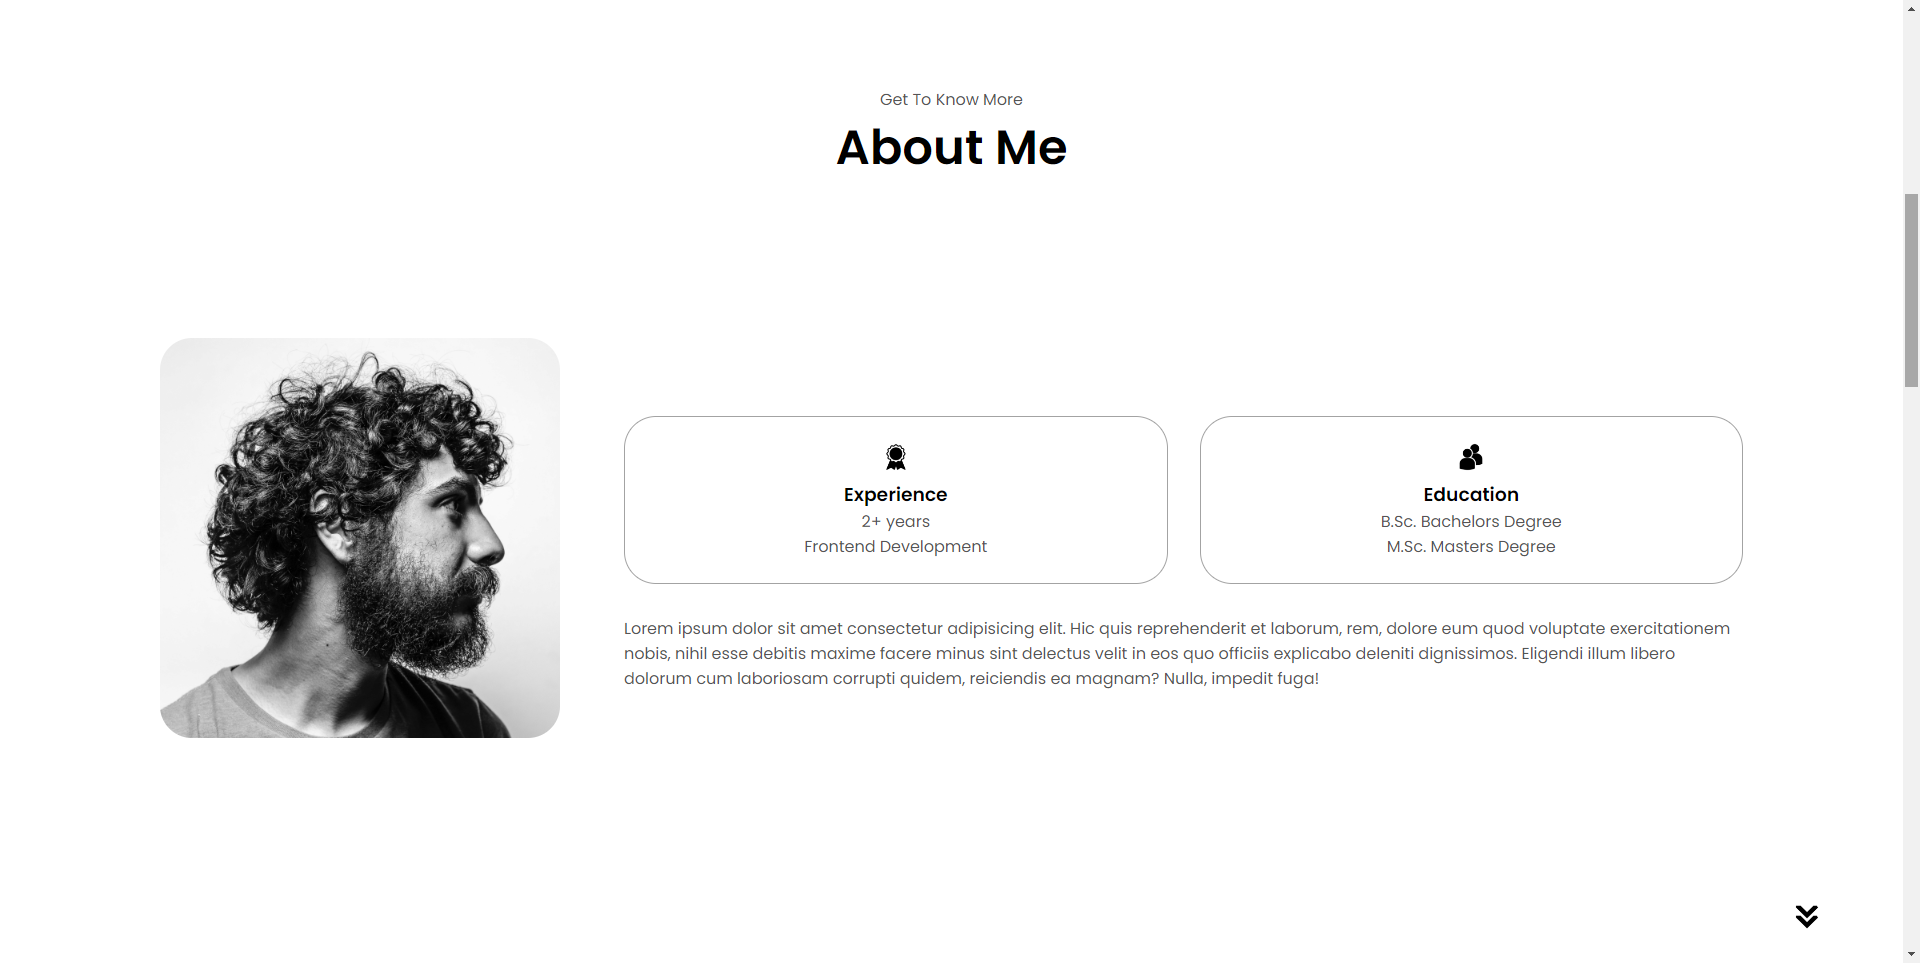 Get To Know More
About Me
Experience
2+ years
Frontend Development
Education
B.Sc. Bachelors Degree
M.Sc. Masters Degree
Lorem ipsum dolor sit amet consectetur adipisicing elit. Hic quis reprehenderit et laborum, rem, dolore eum quod voluptate exercitationem
nobis, nihil esse debitis maxime facere minus sint delectus velit in eos quo officiis explicabo deleniti dignissimos. Eligendi illum libero
dolorum cum laboriosam corrupti quidem, reiciendis ea magnam? Nulla, impedit fuga!